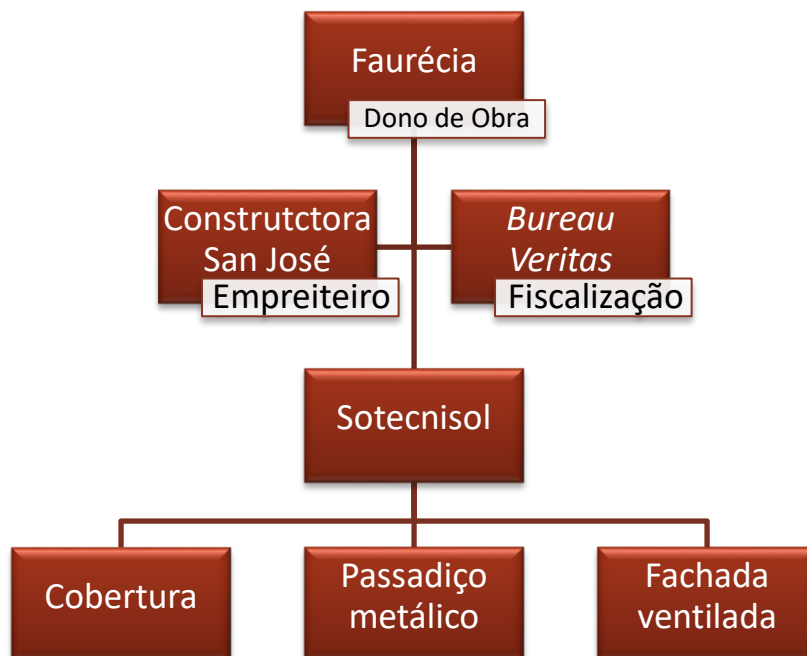 Faurécia
Dono de Obra
Construtctora
San José
Empreiteiro
Bureau
Veritas
Fiscalização
Sotecnisol
Cobertura
Passadiço
metálico
Fachada
ventilada